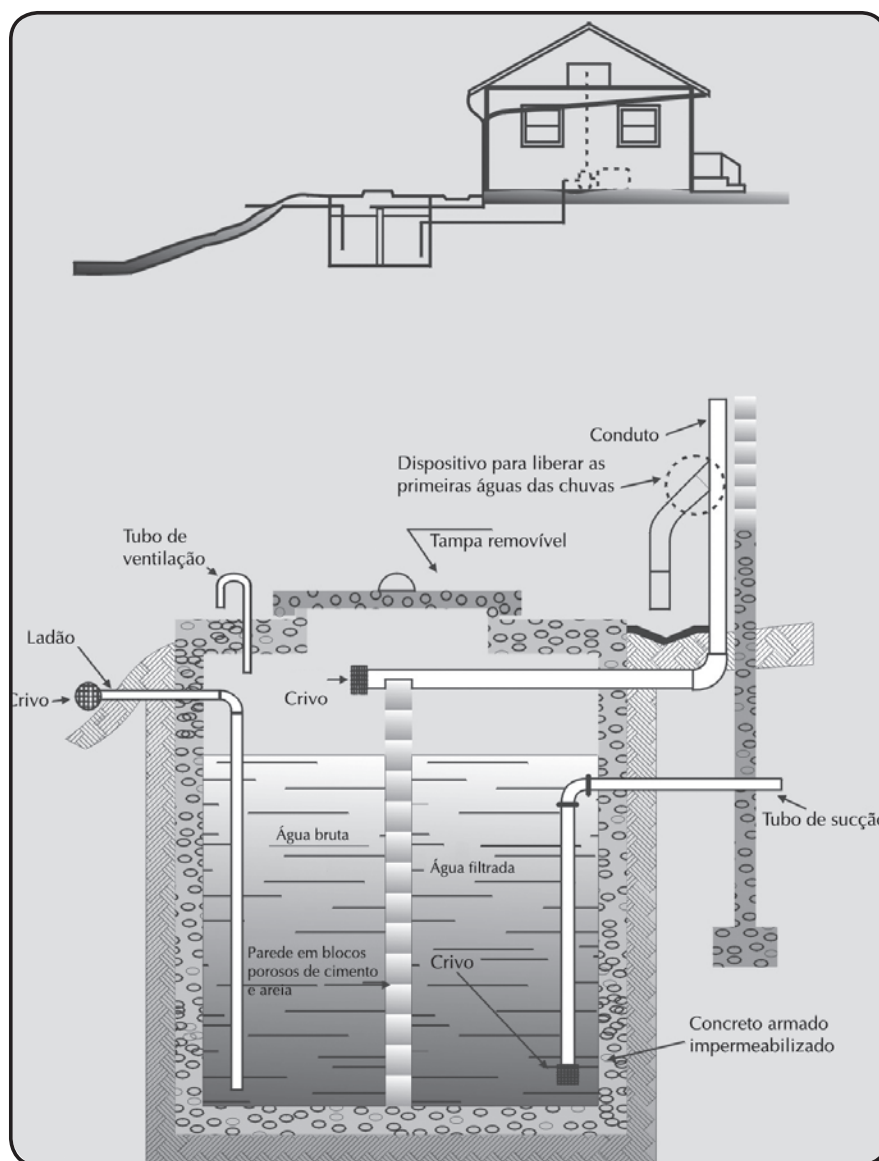 Conduto
Dispositivo para liberar as
primeiras águas das chuvas
Tubo de
ventilação
Tampa removível
Ladão
Crivo
Crivo
Tubo de sucção
Água bruta
Água filtrada
Parede em blocos
porosos de cimento
e areia
Crivo
Concreto armado
impermeabilizado